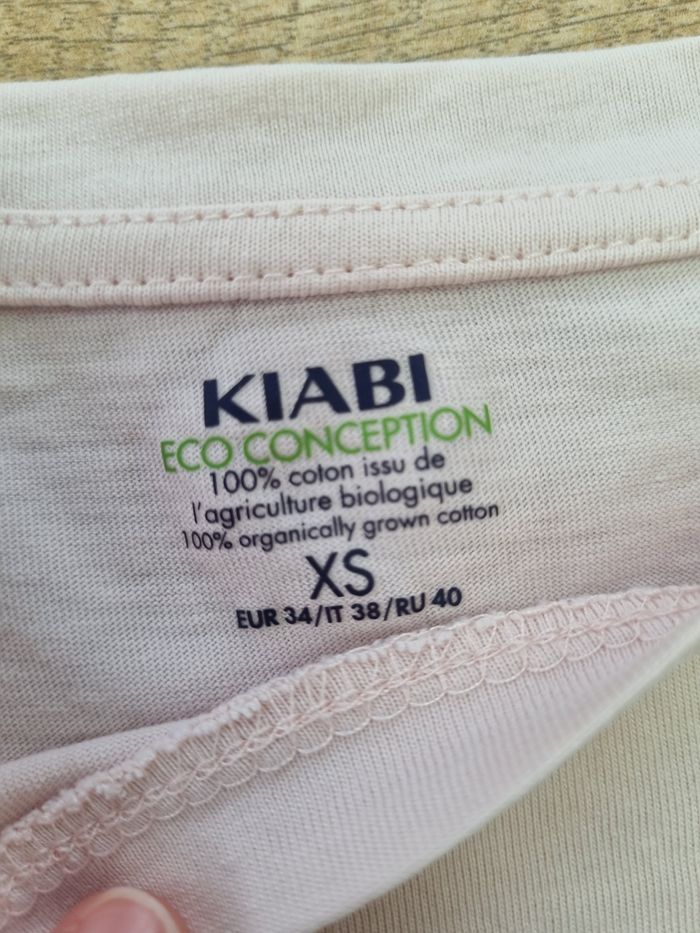 KIABI
ECO CONCEPTION
100% coton issu de
l'agriculture biologique
100% organically grown cotton
XS
EUR 34/IT 38/RU 40